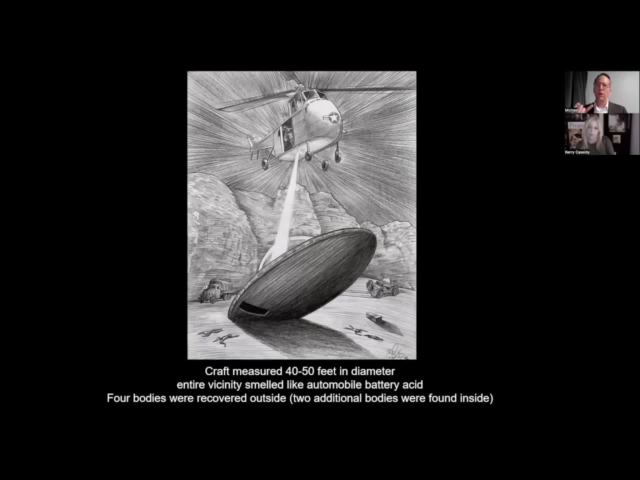 Craft measured 40-50 feet in diameter
entire vicinity smelled like automobile battery acid
Four bodies were recovered outside (two additional bodies were found inside)